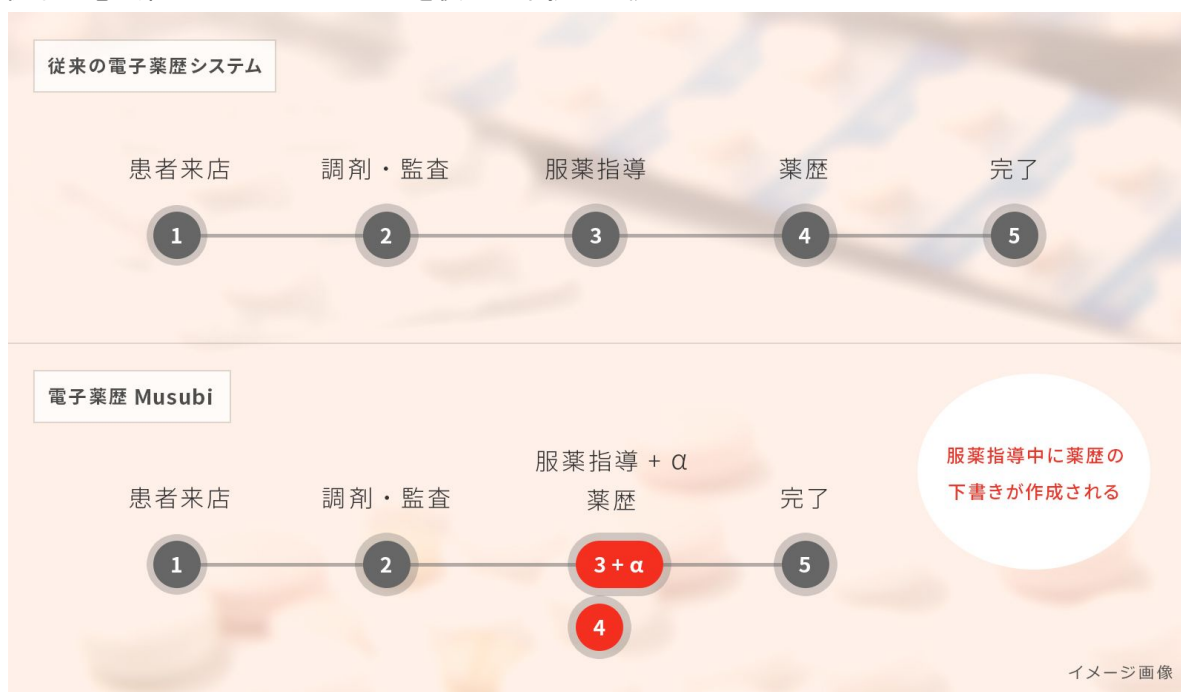 従来の電子薬歴システム
患者来店 調剤・監査 服薬指導 薬歴 完了
1 2 3 4 5
電子薬歴 Musubi
服薬指導中に薬歴の
下書きが作成される
服薬指導 + α
患者来店 調剤・監査 薬歴 完了
1 2 3 + α 5
4
イメージ画像